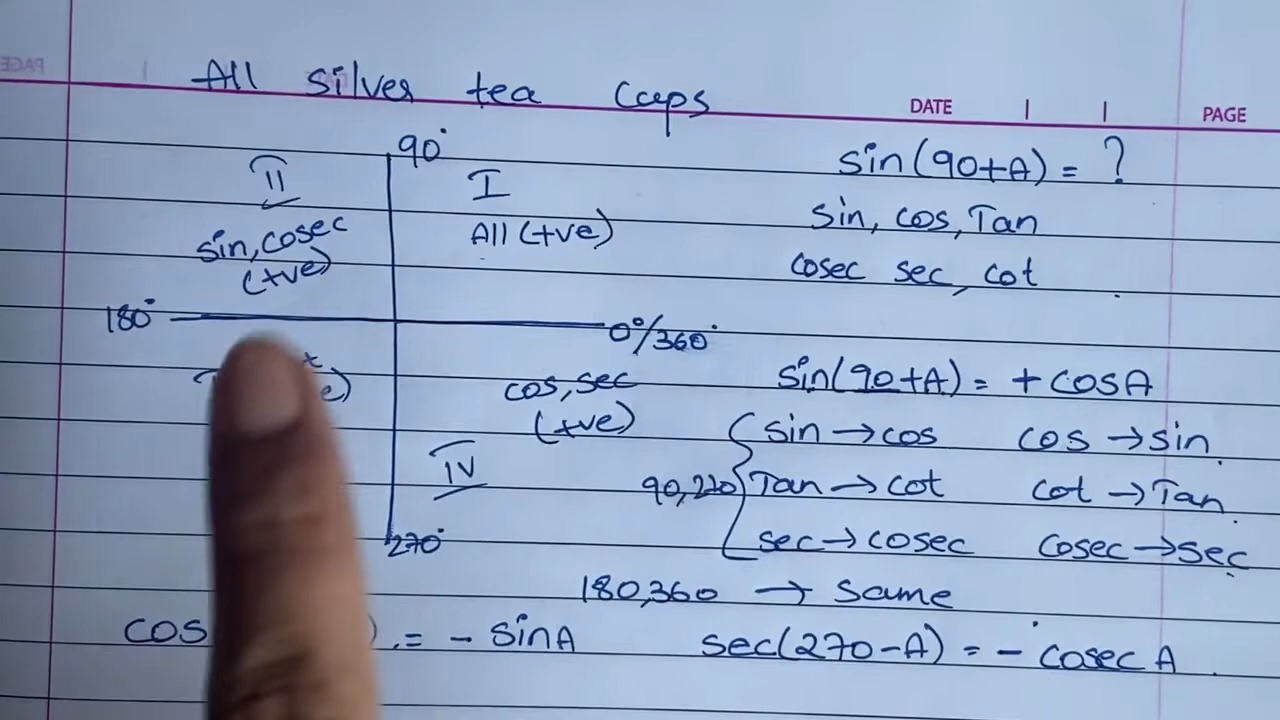 PAGE
All silver tea cups
DATE
PAGE
90°
II
I
sin, cosec
(+ve)
All (+ve)
180°
0°/360°
cos, sec
(+ve)
IV
270°
sin(90+A) = ?
sin, cos, Tan
cosec sec, cot
sin(90+A) = + cosA
sin → cos cos → sin
90,270 Tan → cot cot → Tan
sec → cosec cosec → sec
180,360 → same
cos ) = - sinA
sec(270-A) = - cosec A